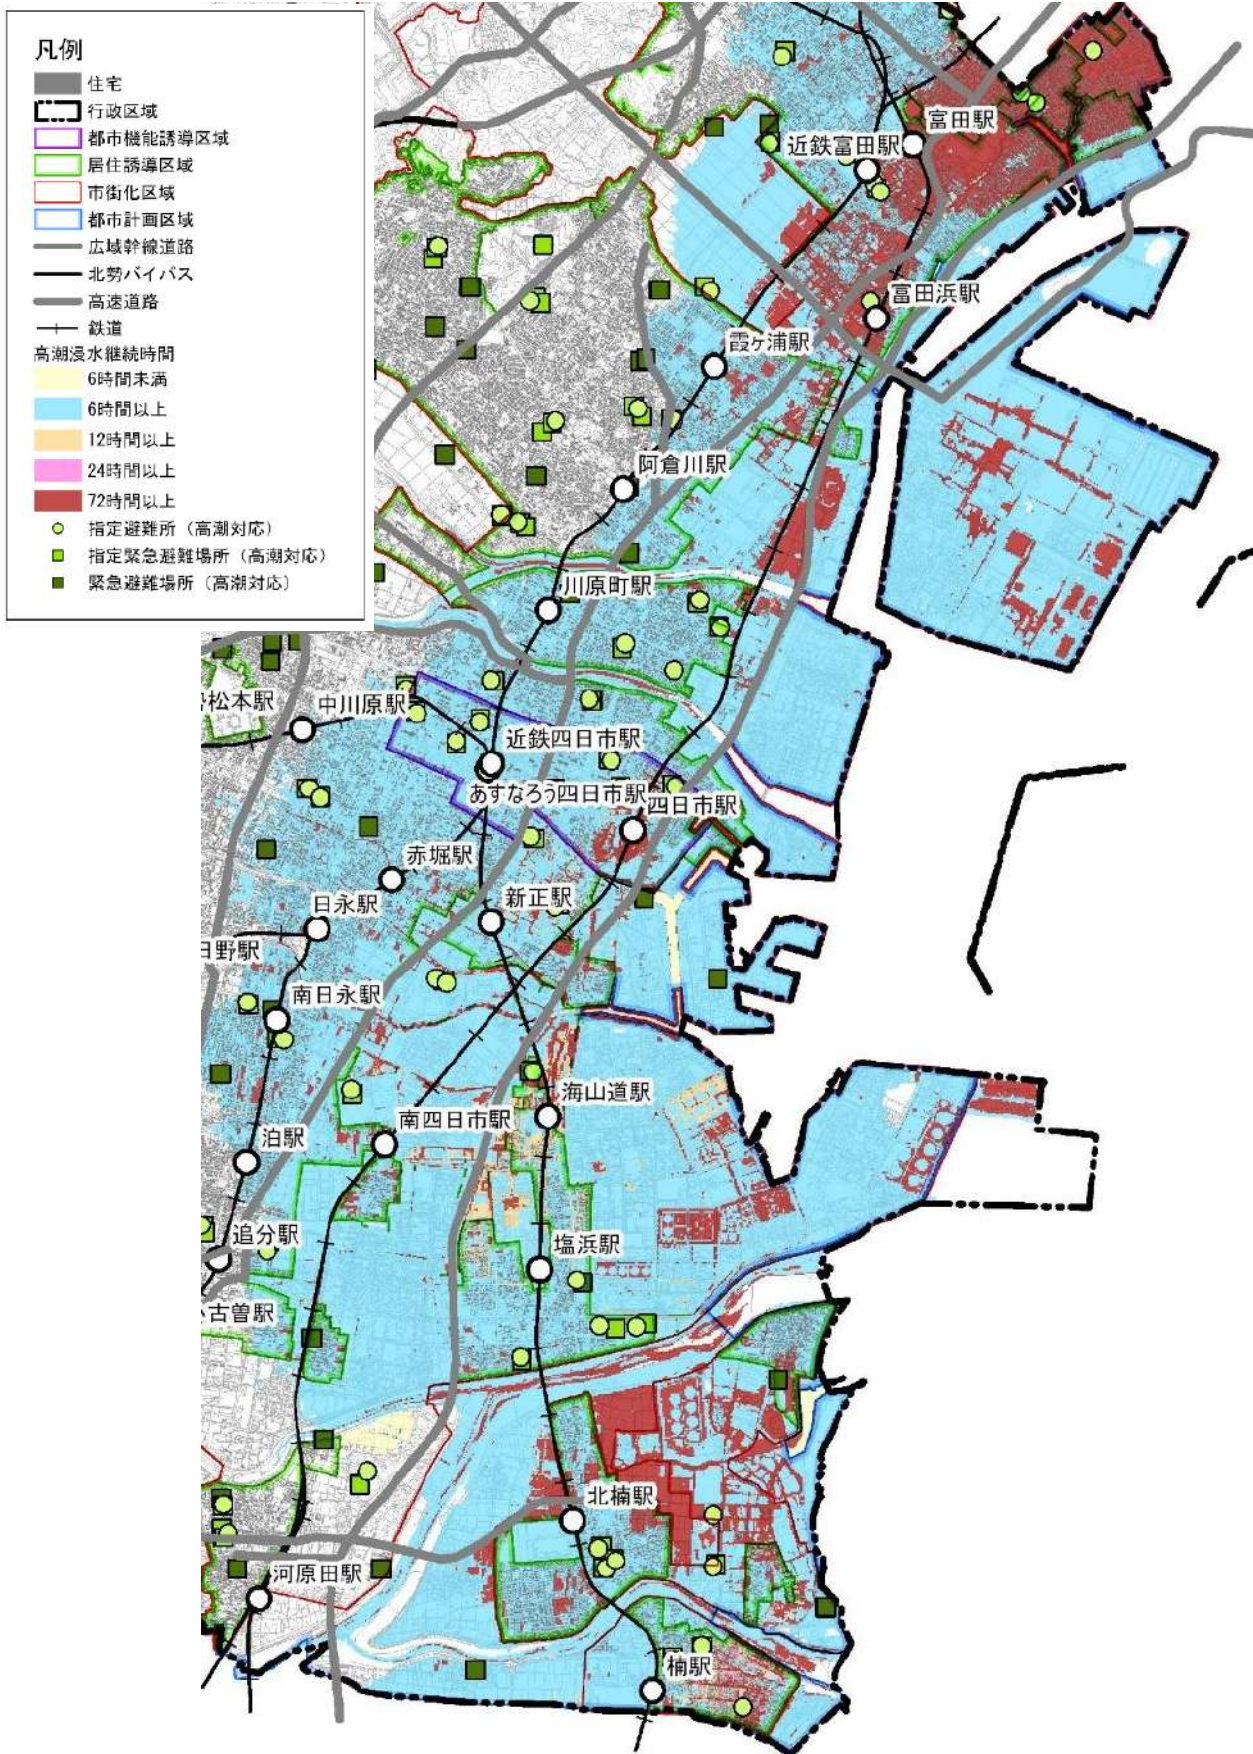 凡例
住宅
行政区域
都市機能誘導区域
居住誘導区域
市街化区域
都市計画区域
広域幹線道路
北勢バイパス
高速道路
鉄道
高潮浸水継続時間
6時間未満
6時間以上
12時間以上
24時間以上
72時間以上
指定避難所（高潮対応）
指定緊急避難場所（高潮対応）
緊急避難場所（高潮対応）
富田駅
近鉄富田駅
富田浜駅
霞ヶ浦駅
阿倉川駅
川原町駅
松本駅
中川原駅
近鉄四日市駅
あすなろう四日市駅
四日市駅
赤堀駅
日永駅
新正駅
日野駅
南日永駅
海山道駅
南四日市駅
泊駅
追分駅
塩浜駅
古曽駅
北楠駅
河原田駅
楠駅